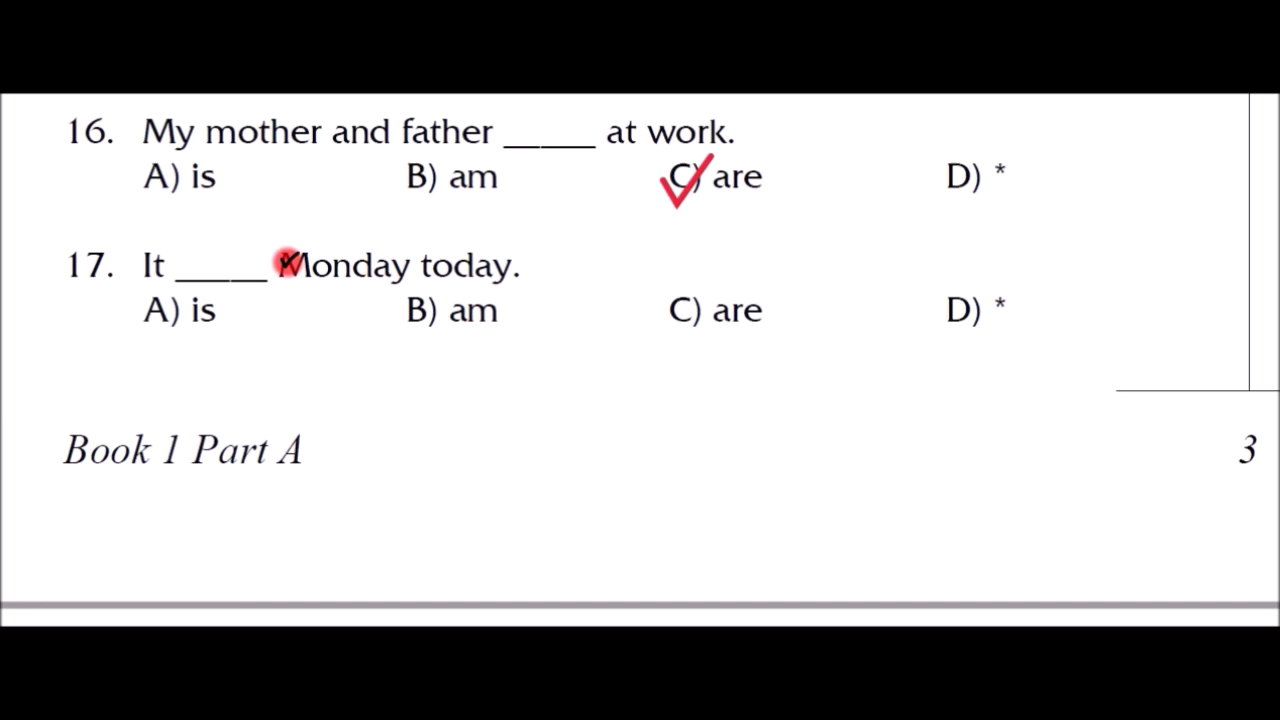 16. My mother and father _____ at work.
A) is B) am C) are D) *
17. It _____ Monday today.
A) is B) am C) are D) *
Book 1 Part A 3